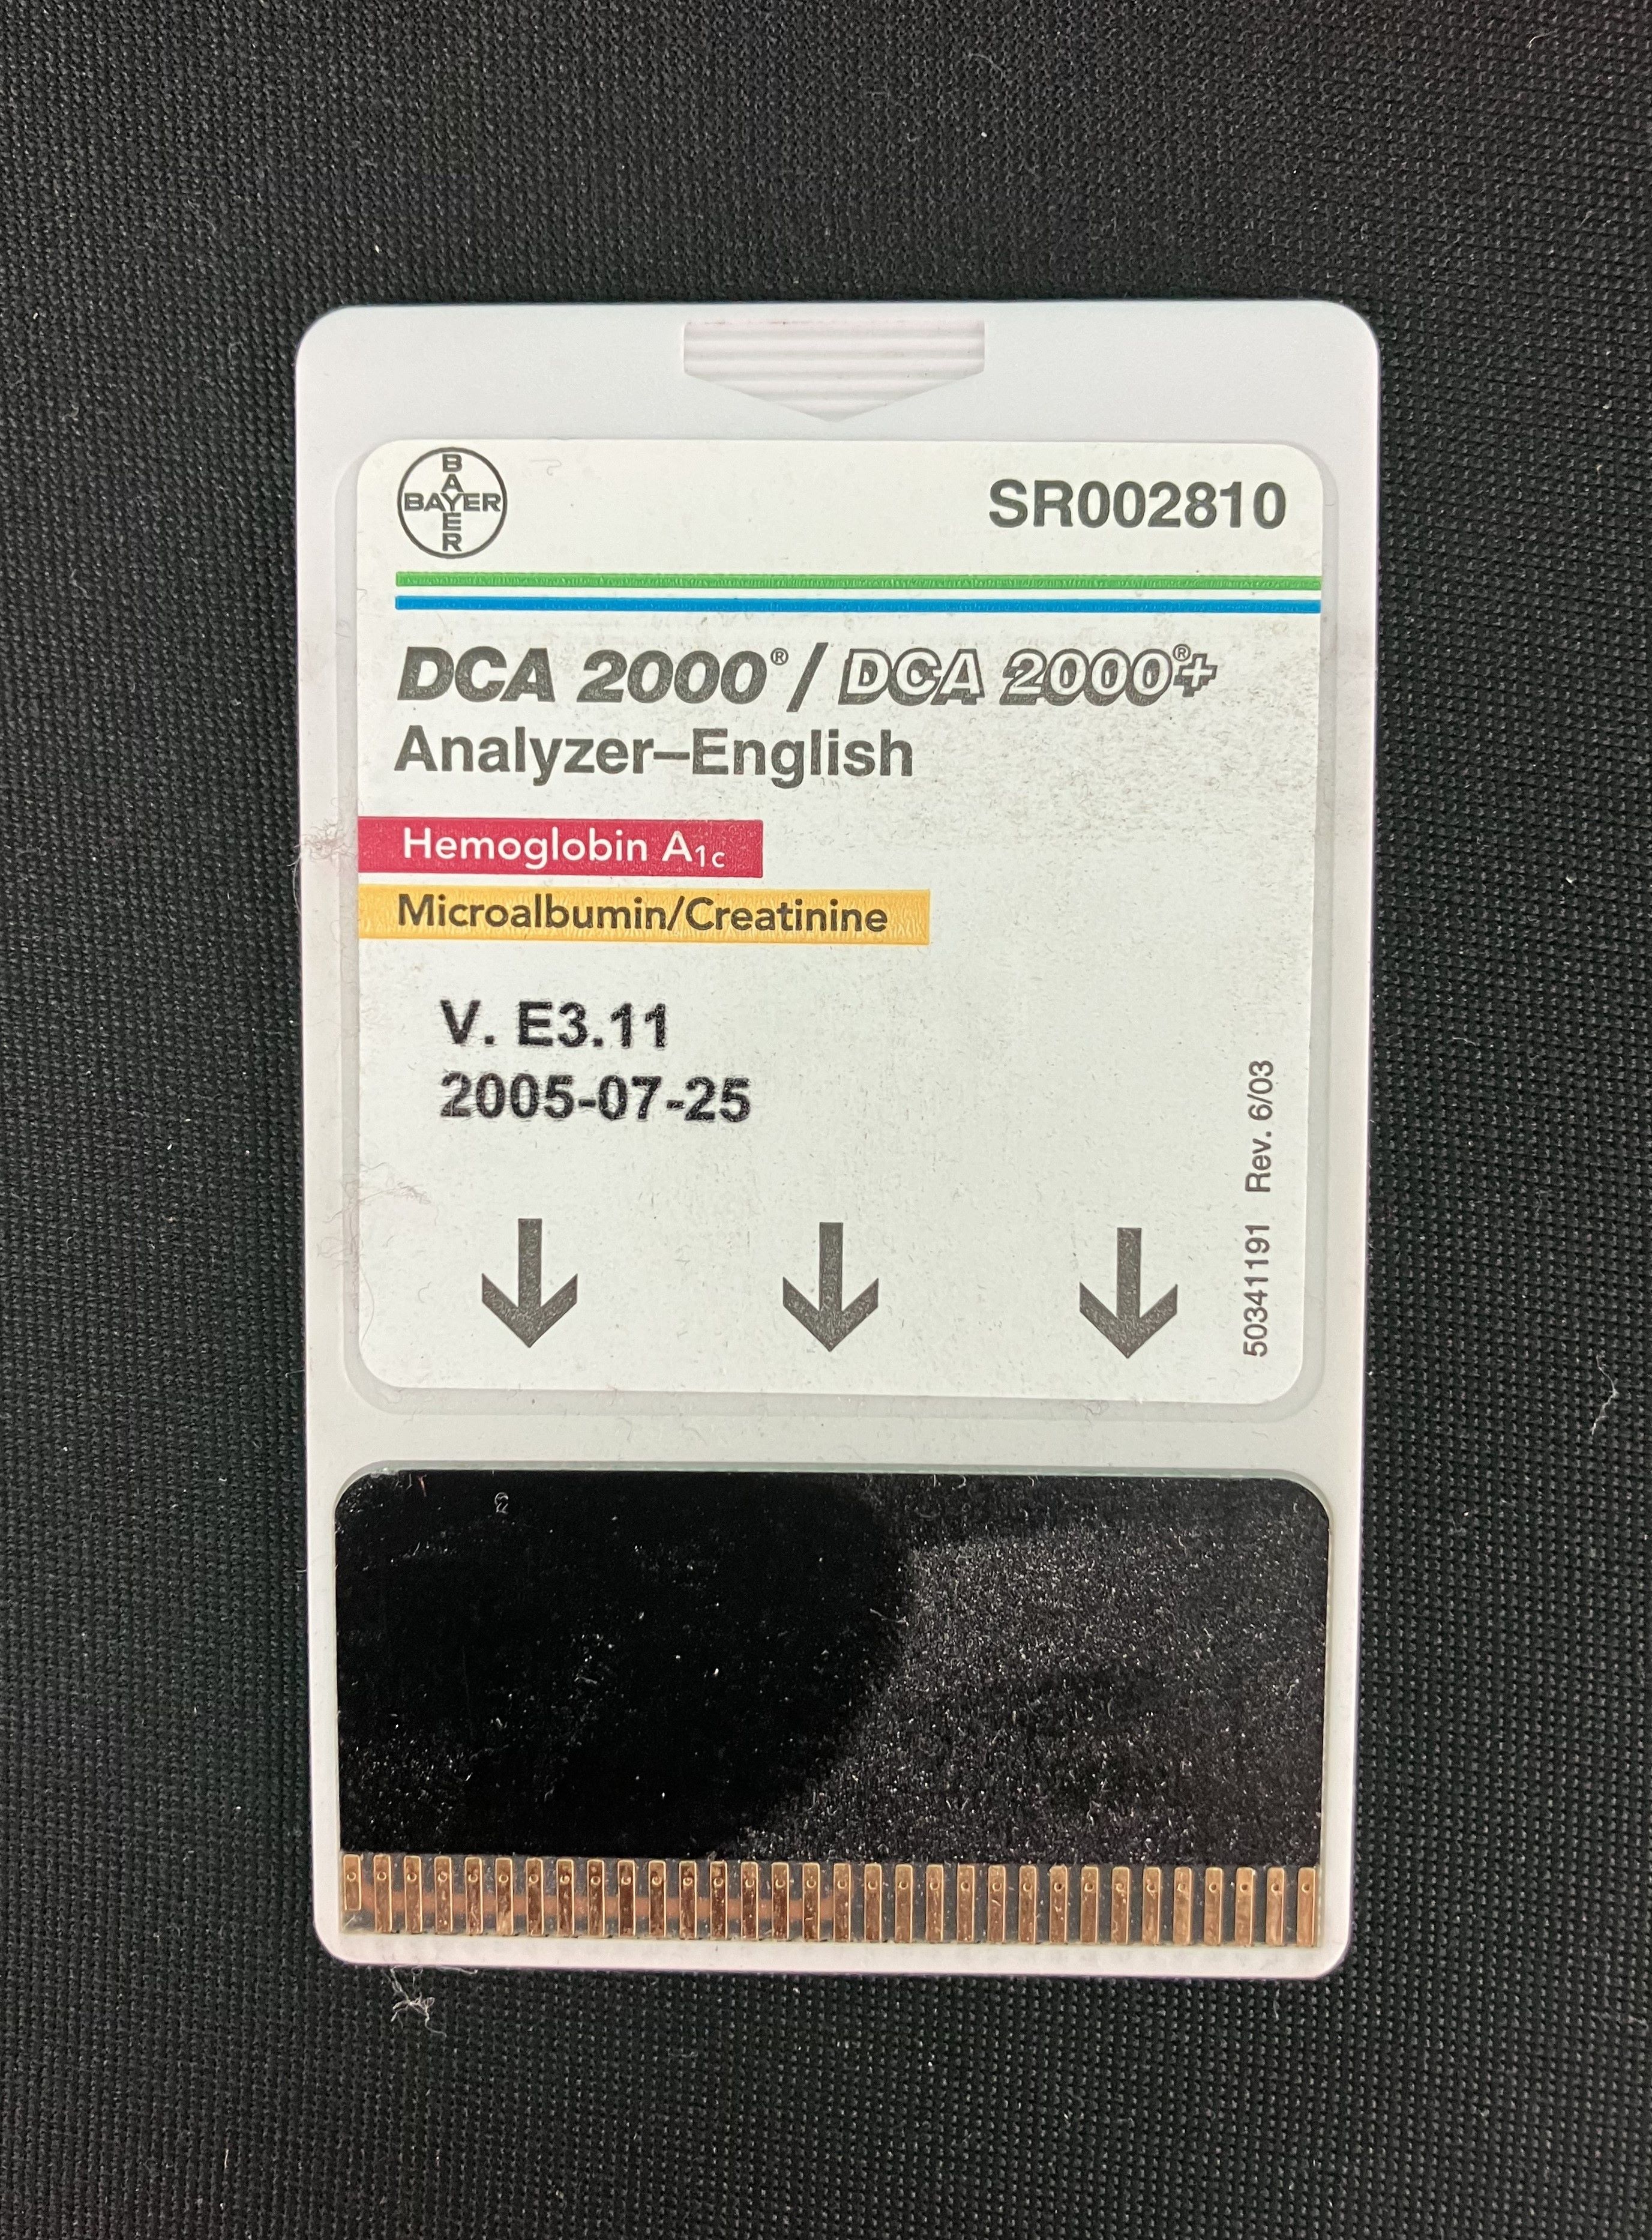 BAYER
BAYER
SR002810
DCA 2000® / DCA 2000®+
Analyzer–English
Hemoglobin A1c
Microalbumin/Creatinine
V. E3.11
2005-07-25
50341191 Rev. 6/03